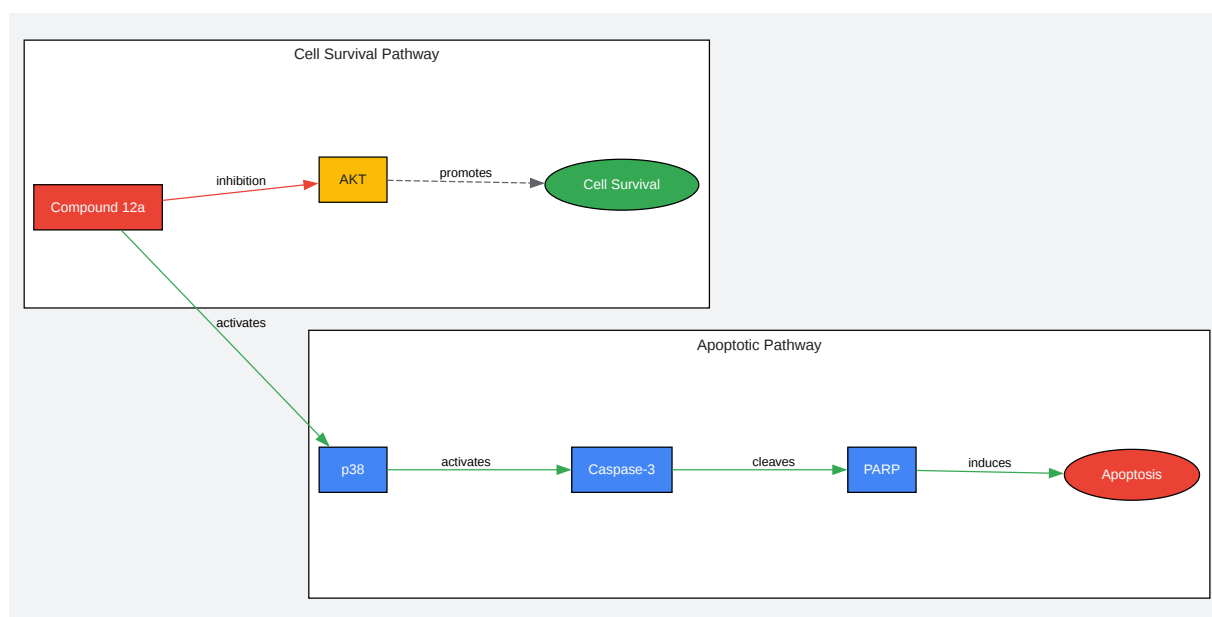 Cell Survival Pathway
Compound 12a
inhibition
AKT
promotes
Cell Survival
activates
Apoptotic Pathway
p38
activates
Caspase-3
cleaves
PARP
induces
Apoptosis